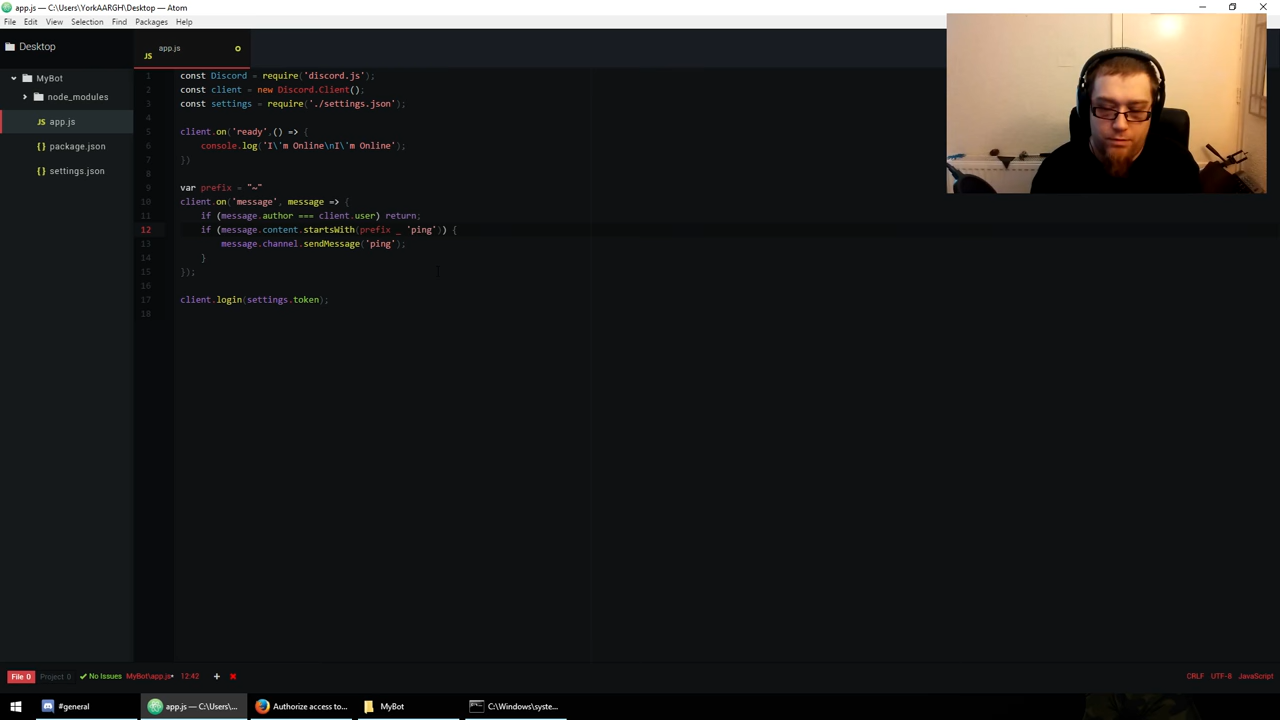 app.js — C:\Users\YorkAARGH\Desktop — Atom
File Edit View Selection Find Packages Help
Desktop
JS app.js
MyBot
node_modules
JS app.js
{} package.json
{} settings.json
1 const Discord = require('discord.js');
2 const client = new Discord.Client();
3 const settings = require('./settings.json');
4
5 client.on('ready',() => {
6 console.log('I\'m Online\nI\'m Online');
7 })
8
9 var prefix = "~"
10 client.on('message', message => {
11 if (message.author === client.user) return;
12 if (message.content.startsWith(prefix _ 'ping')) {
13 message.channel.sendMessage('ping');
14 }
15 });
16
17 client.login(settings.token);
18
File 0 Project 0 No Issues MyBot\app.js• 12:42 + CRLF UTF-8 JavaScript
#general app.js — C:\Users\... Authorize access to... MyBot C:\Windows\syste...